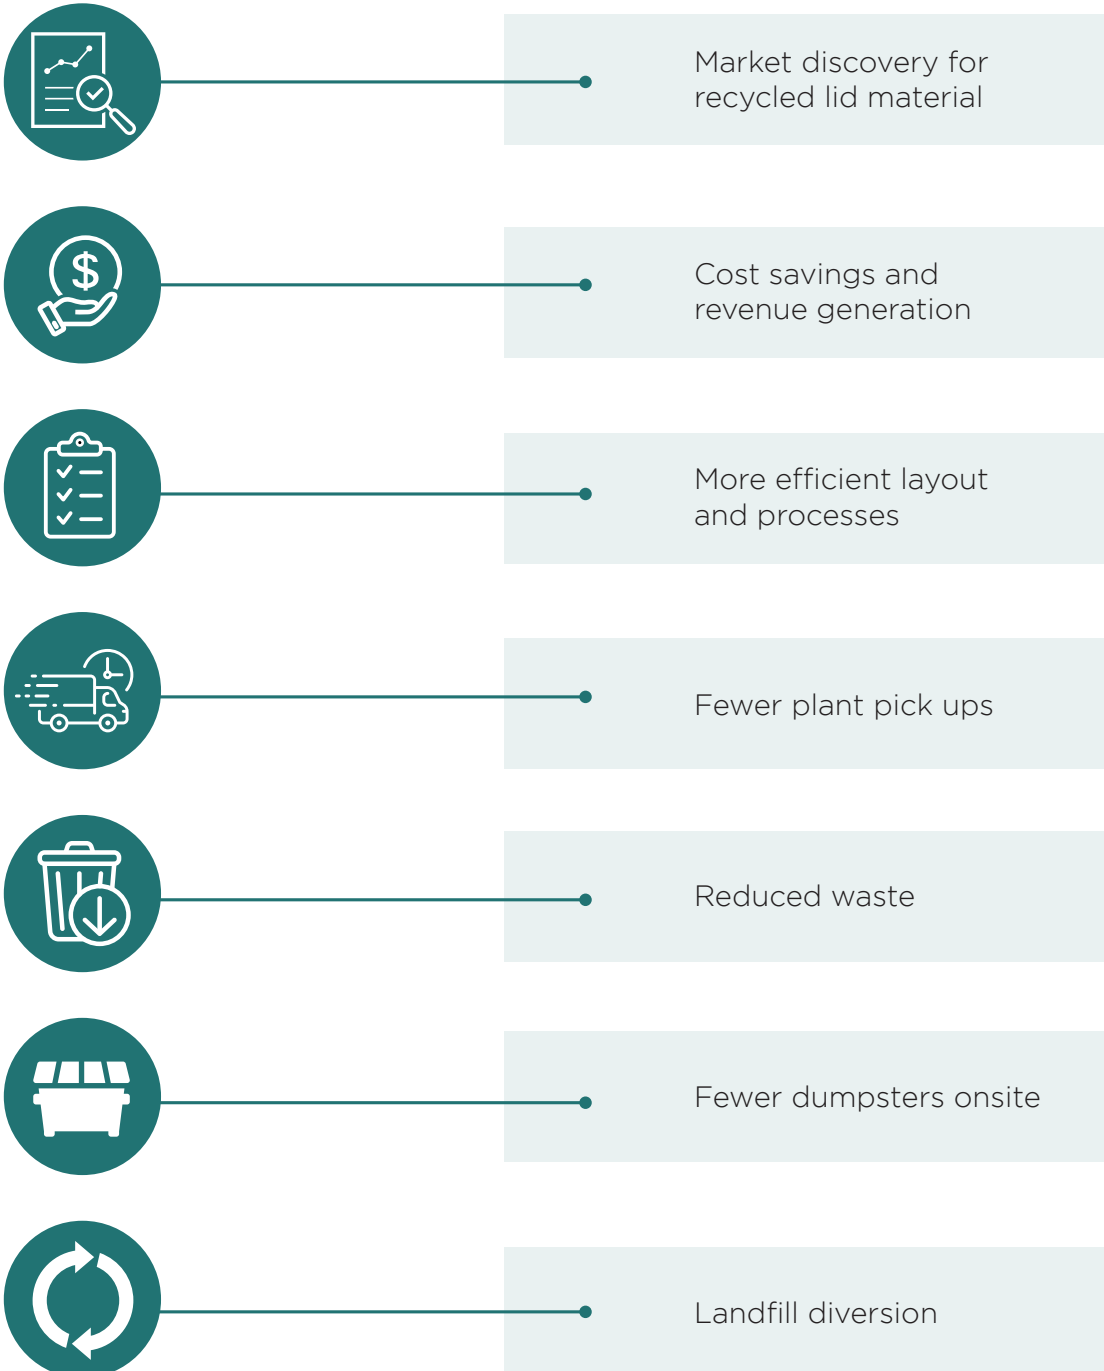 Market discovery for
recycled lid material
$
Cost savings and
revenue generation
More efficient layout
and processes
Fewer plant pick ups
Reduced waste
Fewer dumpsters onsite
Landfill diversion